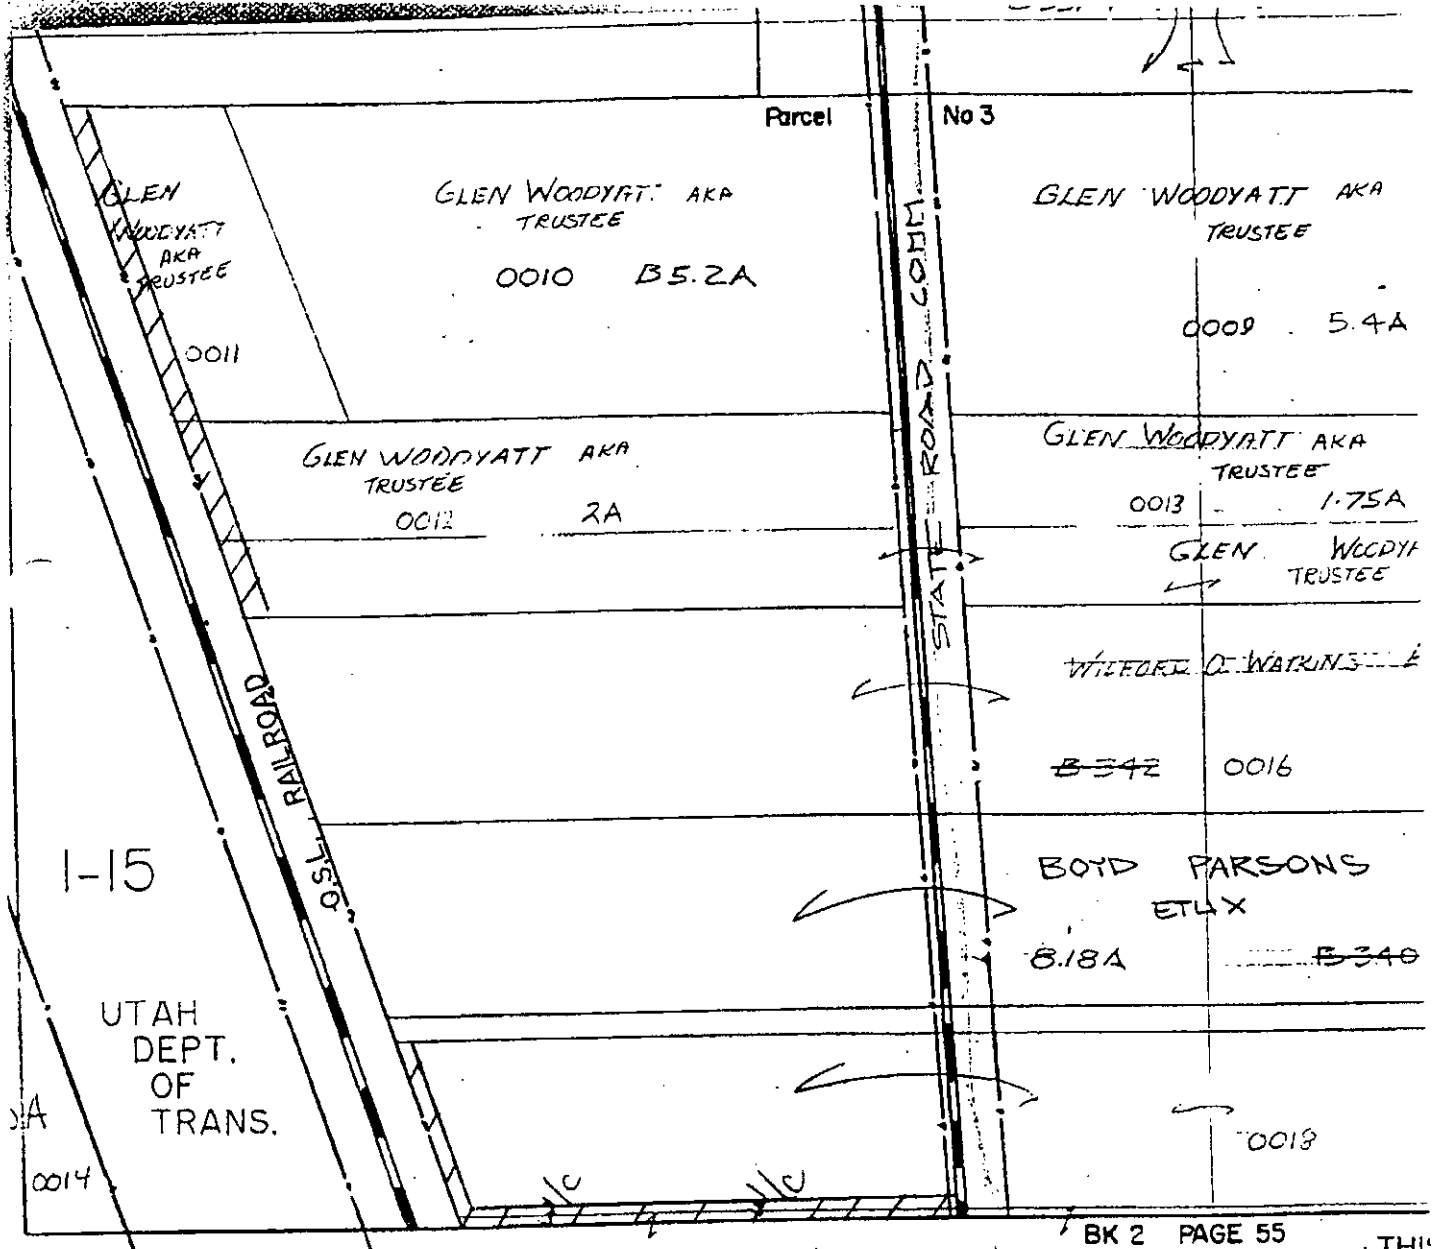 Parcel No 3
GLEN
WOODYATT
AKA
TRUSTEE
0011
GLEN WOODYATT AKA
TRUSTEE
0010 B 5.2A
GLEN WOODYATT AKA
TRUSTEE
0009 5.4A
GLEN WOODYATT AKA
TRUSTEE
0012 2A
GLEN WOODYATT AKA
TRUSTEE
0013 1.75A
GLEN WOODYA
TRUSTEE
STATE ROAD COMM.
WILFORD O. WATKINS
B-342 0016
O.S.L. RAILROAD
I-15
BOYD PARSONS
ETUX
8.18A B-340
UTAH
DEPT.
OF
TRANS.
A
0014
0018
BK 2 PAGE 55
THIS